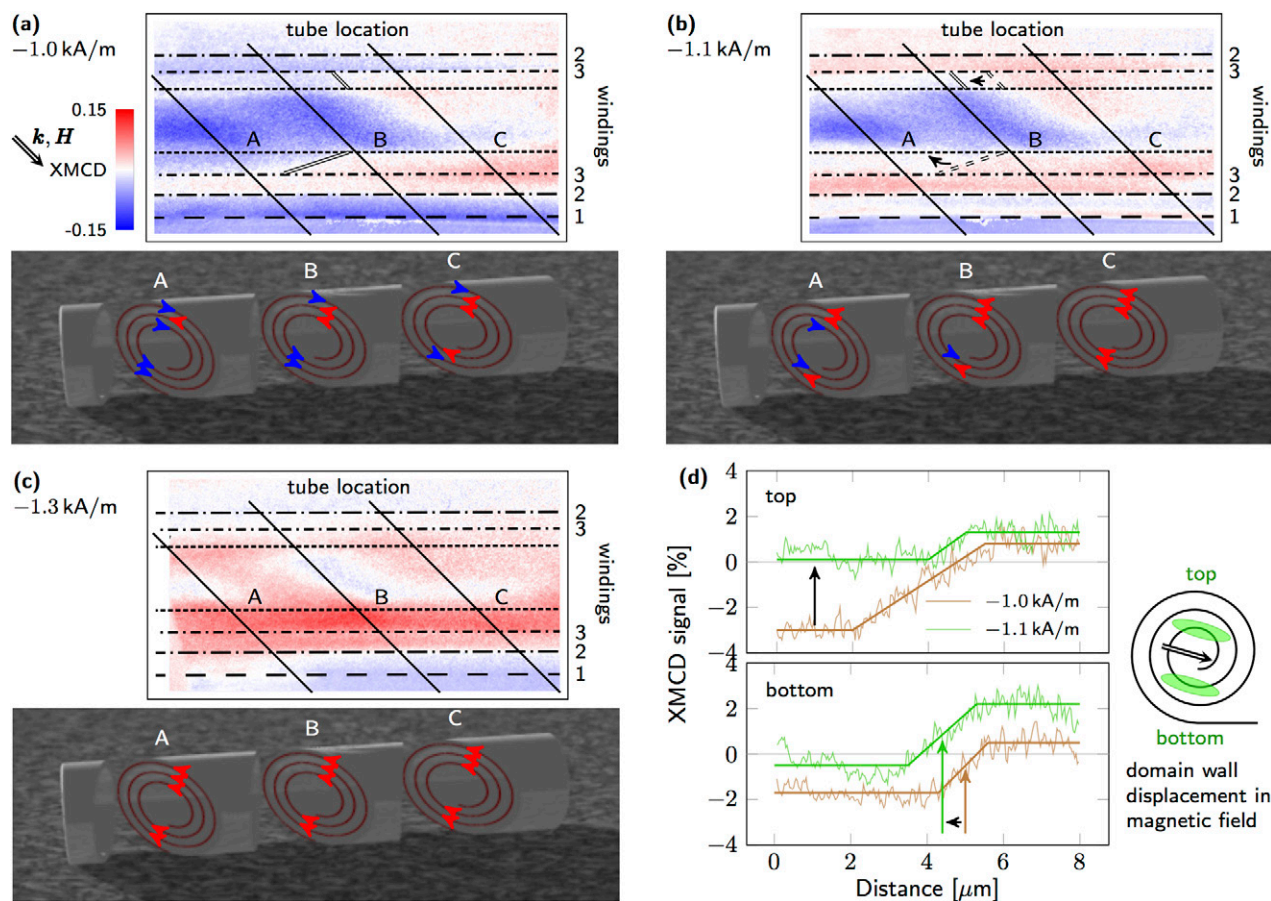 (a)
−1.0 kA/m
tube location
0.15
k, H
XMCD
-0.15
A
B
C
2
3
3
2
1
windings
A
B
C
(b)
−1.1 kA/m
tube location
A
B
C
2
3
3
2
1
windings
A
B
C
(c)
−1.3 kA/m
tube location
A
B
C
2
3
3
2
1
windings
A
B
C
(d)
XMCD signal [%]
4
2
0
−2
−4
top
−1.0 kA/m
−1.1 kA/m
4
2
0
−2
−4
bottom
0
2
4
6
8
Distance [μm]
top
bottom
domain wall
displacement in
magnetic field